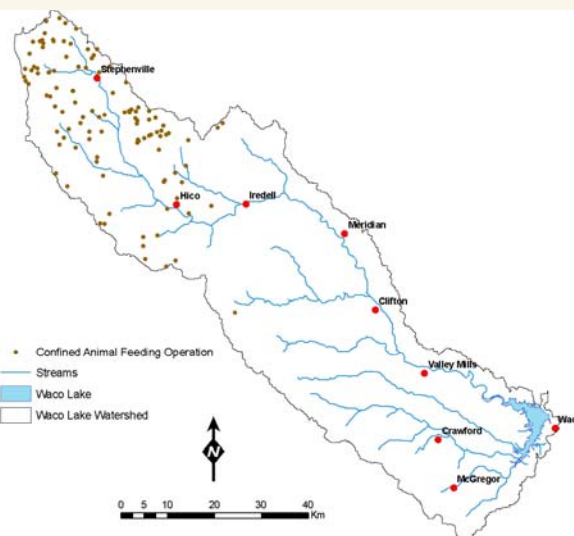 Stephenville
Hico
Iredell
Meridian
Clifton
Confined Animal Feeding Operation
Streams
Waco Lake
Waco Lake Watershed
Valley Mills
Wac
Crawford
McGregor
N
0 5 10 20 30 40
Km